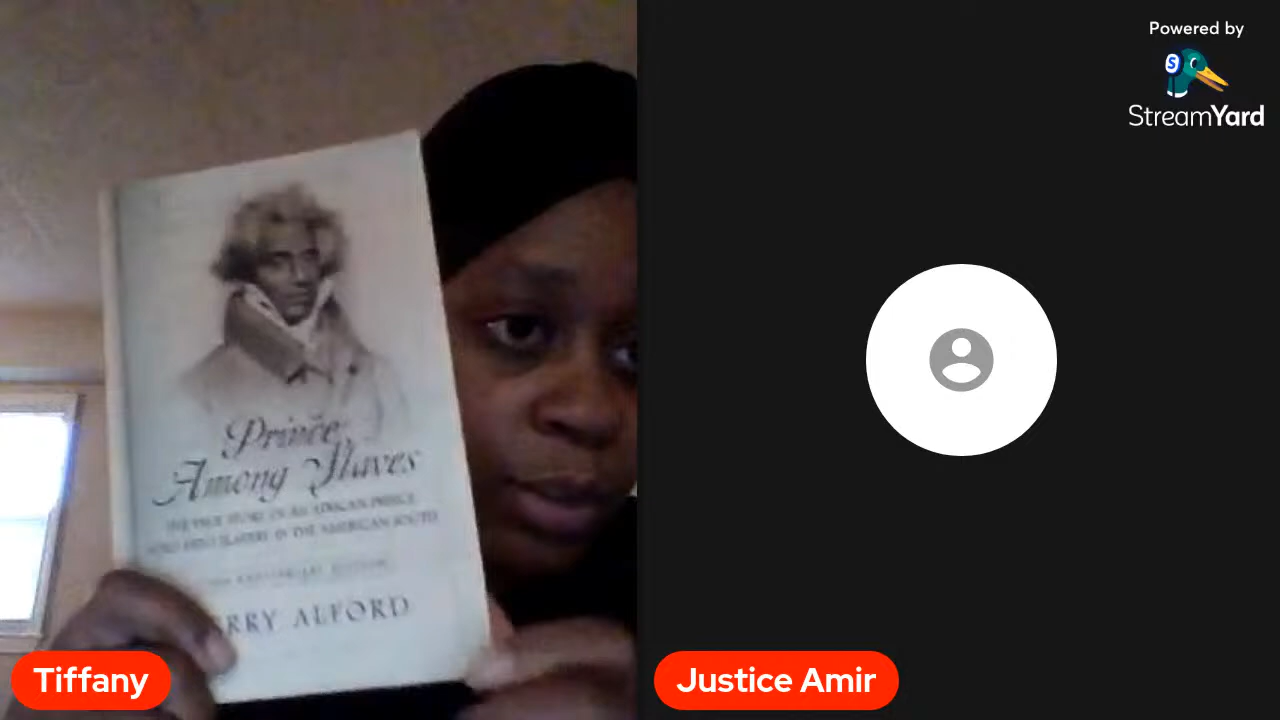 Powered by
S
StreamYard
Prince
Among Slaves
THE TRUE STORY OF AN AFRICAN PRINCE
SOLD INTO SLAVERY IN THE AMERICAN SOUTH
ANNIVERSARY EDITION
RRY ALFORD
Tiffany
Justice Amir